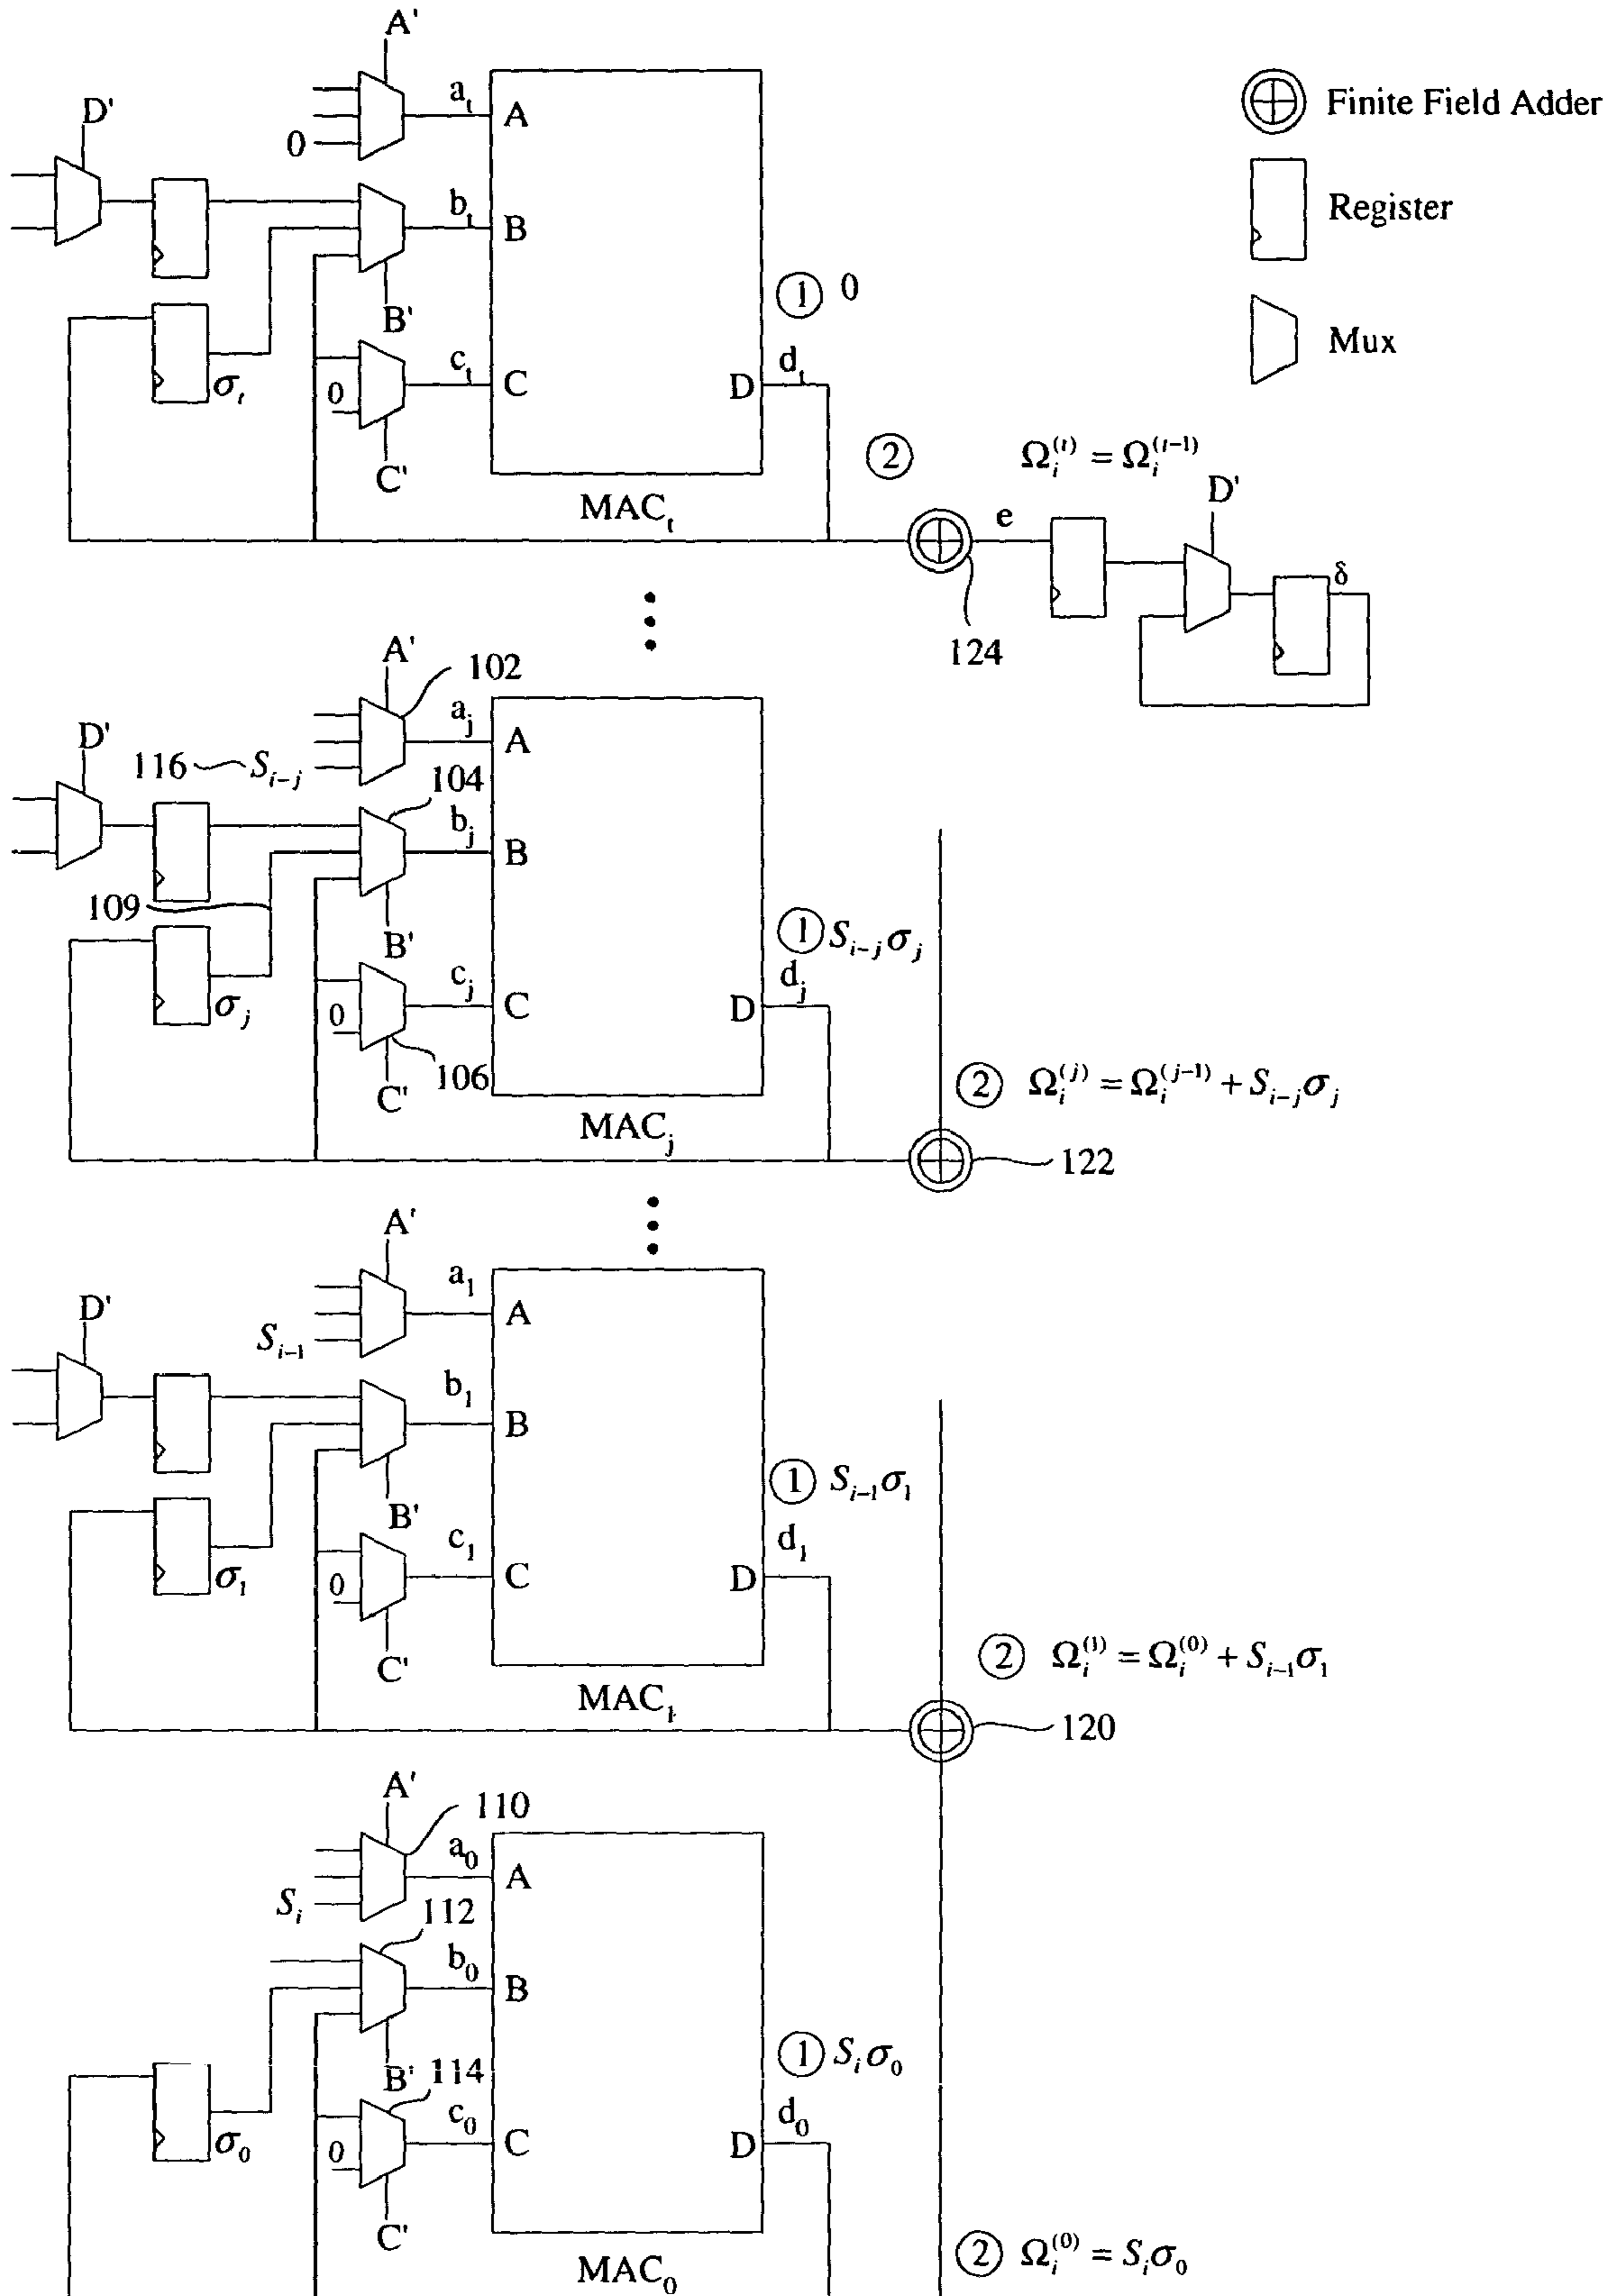 A'
D'
a_t
A
0
b_t
B
B'
① 0
c_t
C
0
C'
σ_t
d_t
D
MAC_t
Finite Field Adder
Register
Mux
② Ω_i^(t) = Ω_i^(t-1)
e
D'
δ
124
A'
102
D'
a_j
A
116
S_{i-j}
104
b_j
B
109
B'
① S_{i-j}σ_j
c_j
C
0
σ_j
d_j
D
106
C'
MAC_j
② Ω_i^(j) = Ω_i^(j-1) + S_{i-j}σ_j
122
A'
D'
a_1
A
S_{i-1}
b_1
B
B'
① S_{i-1}σ_1
c_1
C
0
σ_1
d_1
D
C'
MAC_1
② Ω_i^(1) = Ω_i^(0) + S_{i-1}σ_1
120
A'
110
a_0
A
S_i
112
b_0
B
B'
114
① S_iσ_0
c_0
C
0
σ_0
d_0
D
C'
MAC_0
② Ω_i^(0) = S_iσ_0